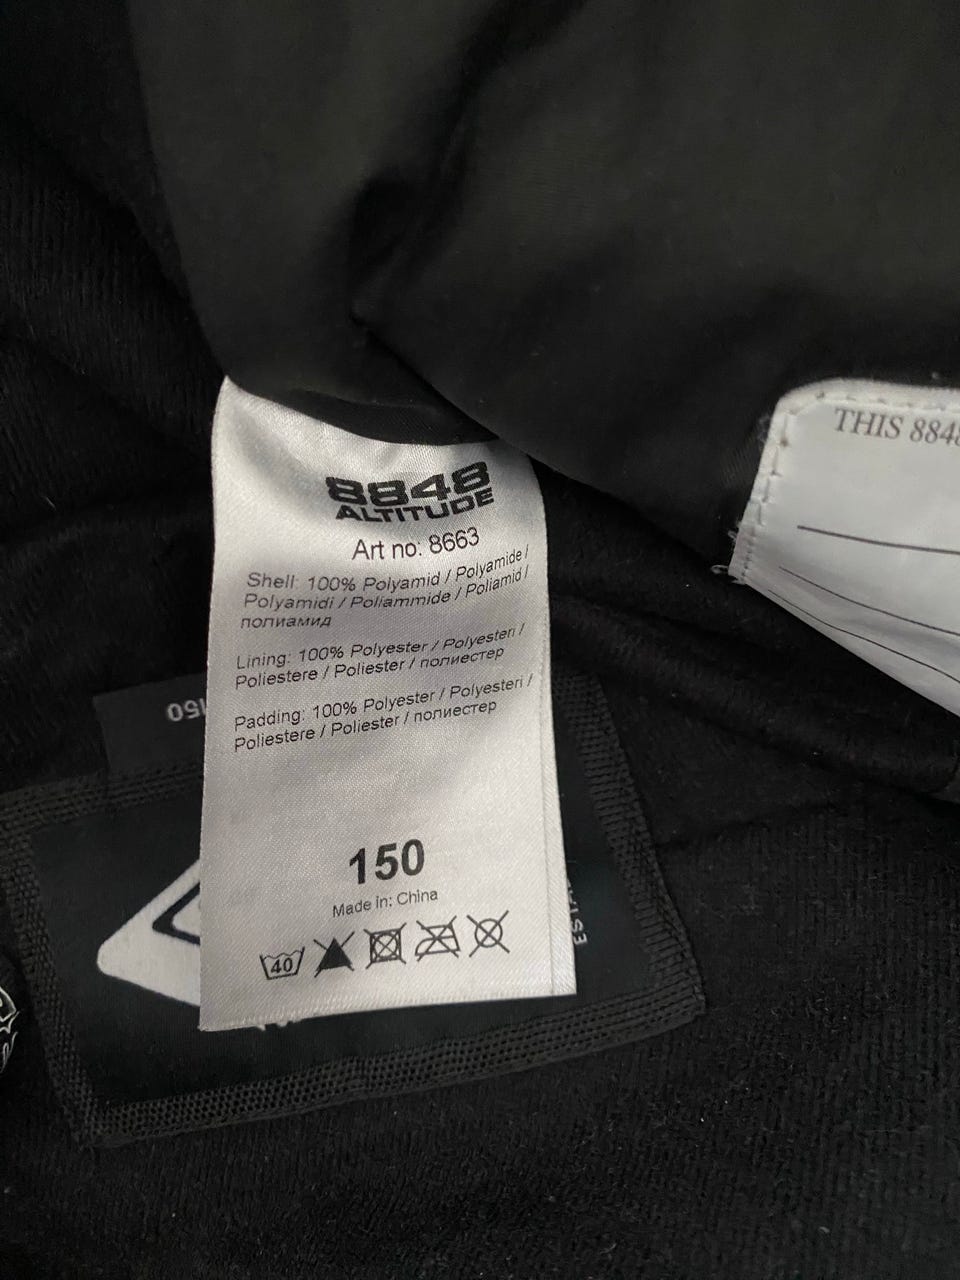 THIS 8848
8848
ALTITUDE
Art no: 8663
Shell: 100% Polyamid / Polyamide /
Polyamidi / Poliammide / Poliamid /
полиамид
Lining: 100% Polyester / Polyesteri /
Poliestere / Poliester / полиестер
Padding: 100% Polyester / Polyesteri /
Poliestere / Poliester / полиестер
150
150
Made in: China
40